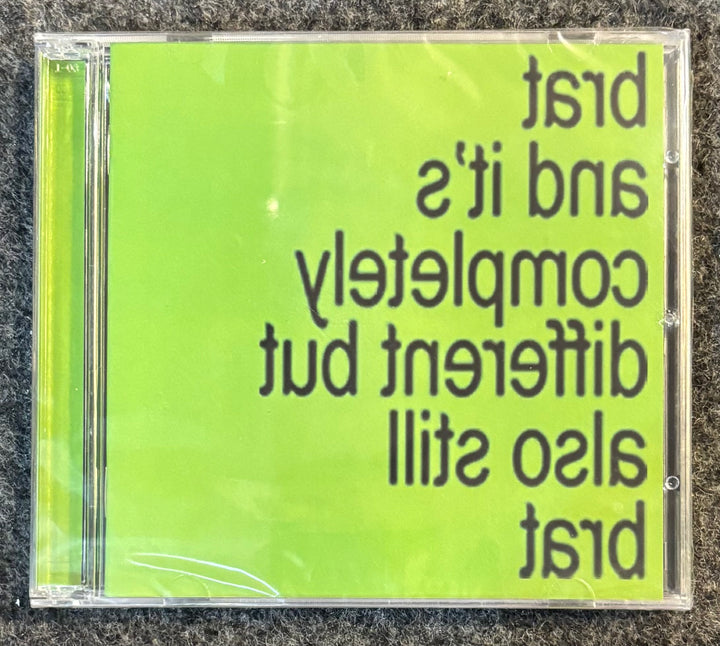 brat
and it's
completely
different but
also still
brat